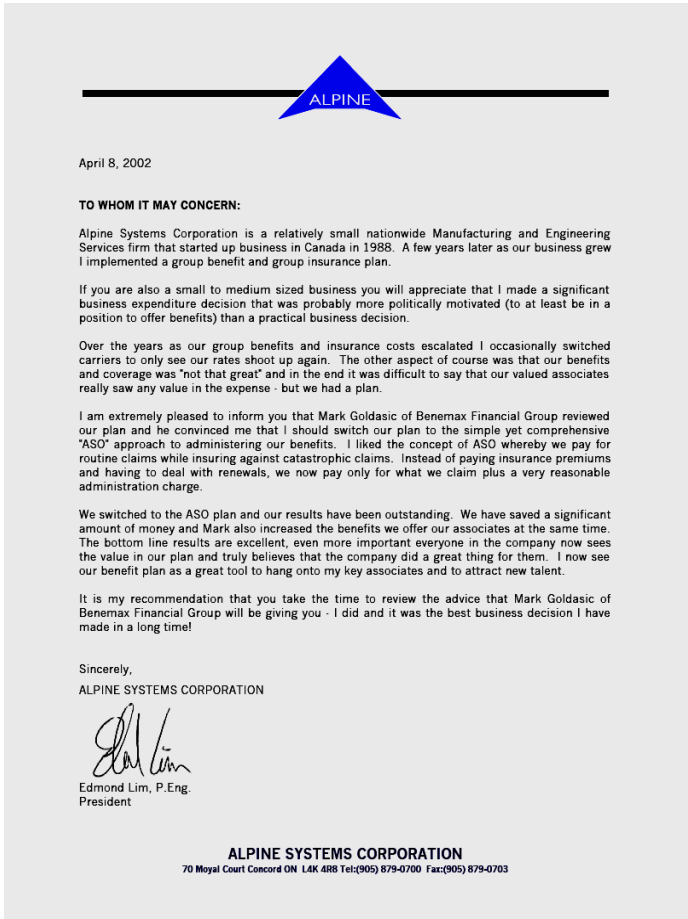 ALPINE
April 8, 2002
TO WHOM IT MAY CONCERN:
Alpine Systems Corporation is a relatively small nationwide Manufacturing and Engineering
Services firm that started up business in Canada in 1988. A few years later as our business grew
I implemented a group benefit and group insurance plan.
If you are also a small to medium sized business you will appreciate that I made a significant
business expenditure decision that was probably more politically motivated (to at least be in a
position to offer benefits) than a practical business decision.
Over the years as our group benefits and insurance costs escalated I occasionally switched
carriers to only see our rates shoot up again. The other aspect of course was that our benefits
and coverage was "not that great" and in the end it was difficult to say that our valued associates
really saw any value in the expense - but we had a plan.
I am extremely pleased to inform you that Mark Goldasic of Benemax Financial Group reviewed
our plan and he convinced me that I should switch our plan to the simple yet comprehensive
"ASO" approach to administering our benefits. I liked the concept of ASO whereby we pay for
routine claims while insuring against catastrophic claims. Instead of paying insurance premiums
and having to deal with renewals, we now pay only for what we claim plus a very reasonable
administration charge.
We switched to the ASO plan and our results have been outstanding. We have saved a significant
amount of money and Mark also increased the benefits we offer our associates at the same time.
The bottom line results are excellent, even more important everyone in the company now sees
the value in our plan and truly believes that the company did a great thing for them. I now see
our benefit plan as a great tool to hang onto my key associates and to attract new talent.
It is my recommendation that you take the time to review the advice that Mark Goldasic of
Benemax Financial Group will be giving you - I did and it was the best business decision I have
made in a long time!
Sincerely,
ALPINE SYSTEMS CORPORATION
Edmond Lim, P.Eng.
President
ALPINE SYSTEMS CORPORATION
70 Moyal Court Concord ON L4K 4R8 Tel:(905) 879-0700 Fax:(905) 879-0703